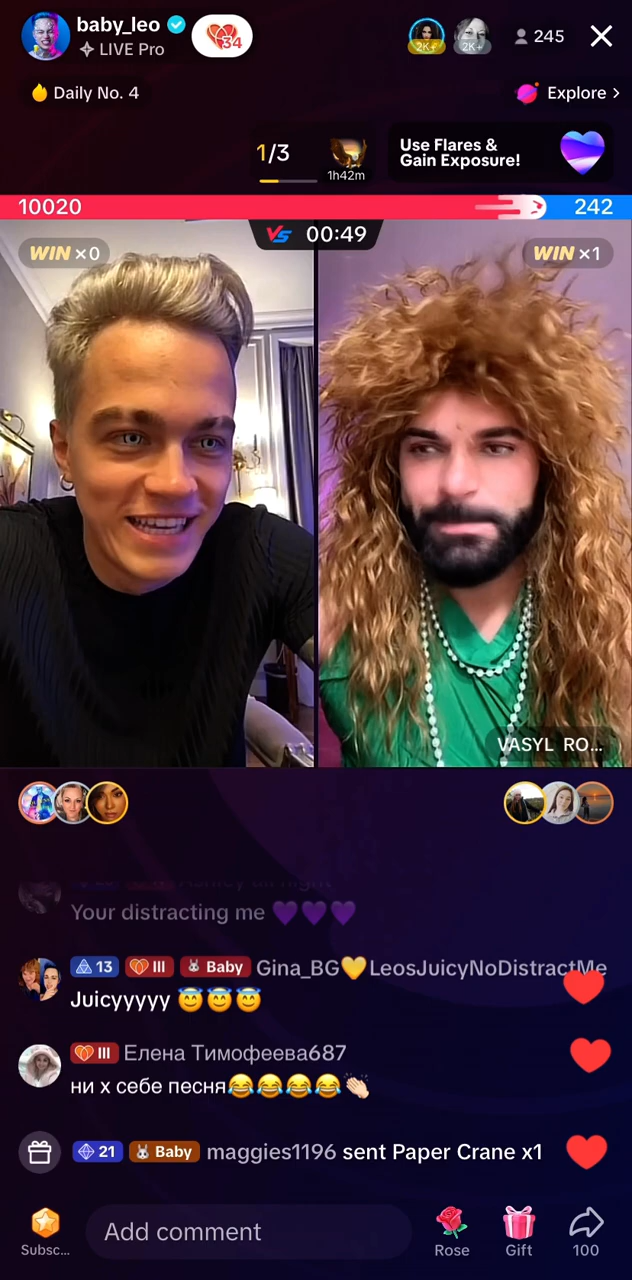 baby_leo
LIVE Pro
34
2K+
2K+
245
Daily No. 4
Explore >
1/3
1h42m
Use Flares &
Gain Exposure!
10020
242
WIN ×0
VS 00:49
WIN ×1
VASYL RO...
Your distracting me 💜💜💜
13 III Baby Gina_BG💛LeosJuicyNoDistractMe
Juicyyyyy 😇😇😇
III Елена Тимофеева687
ни х себе песня😂😂😂😂👏🏻
21 Baby maggies1196 sent Paper Crane x1
Subsc...
Add comment
Rose
Gift
100